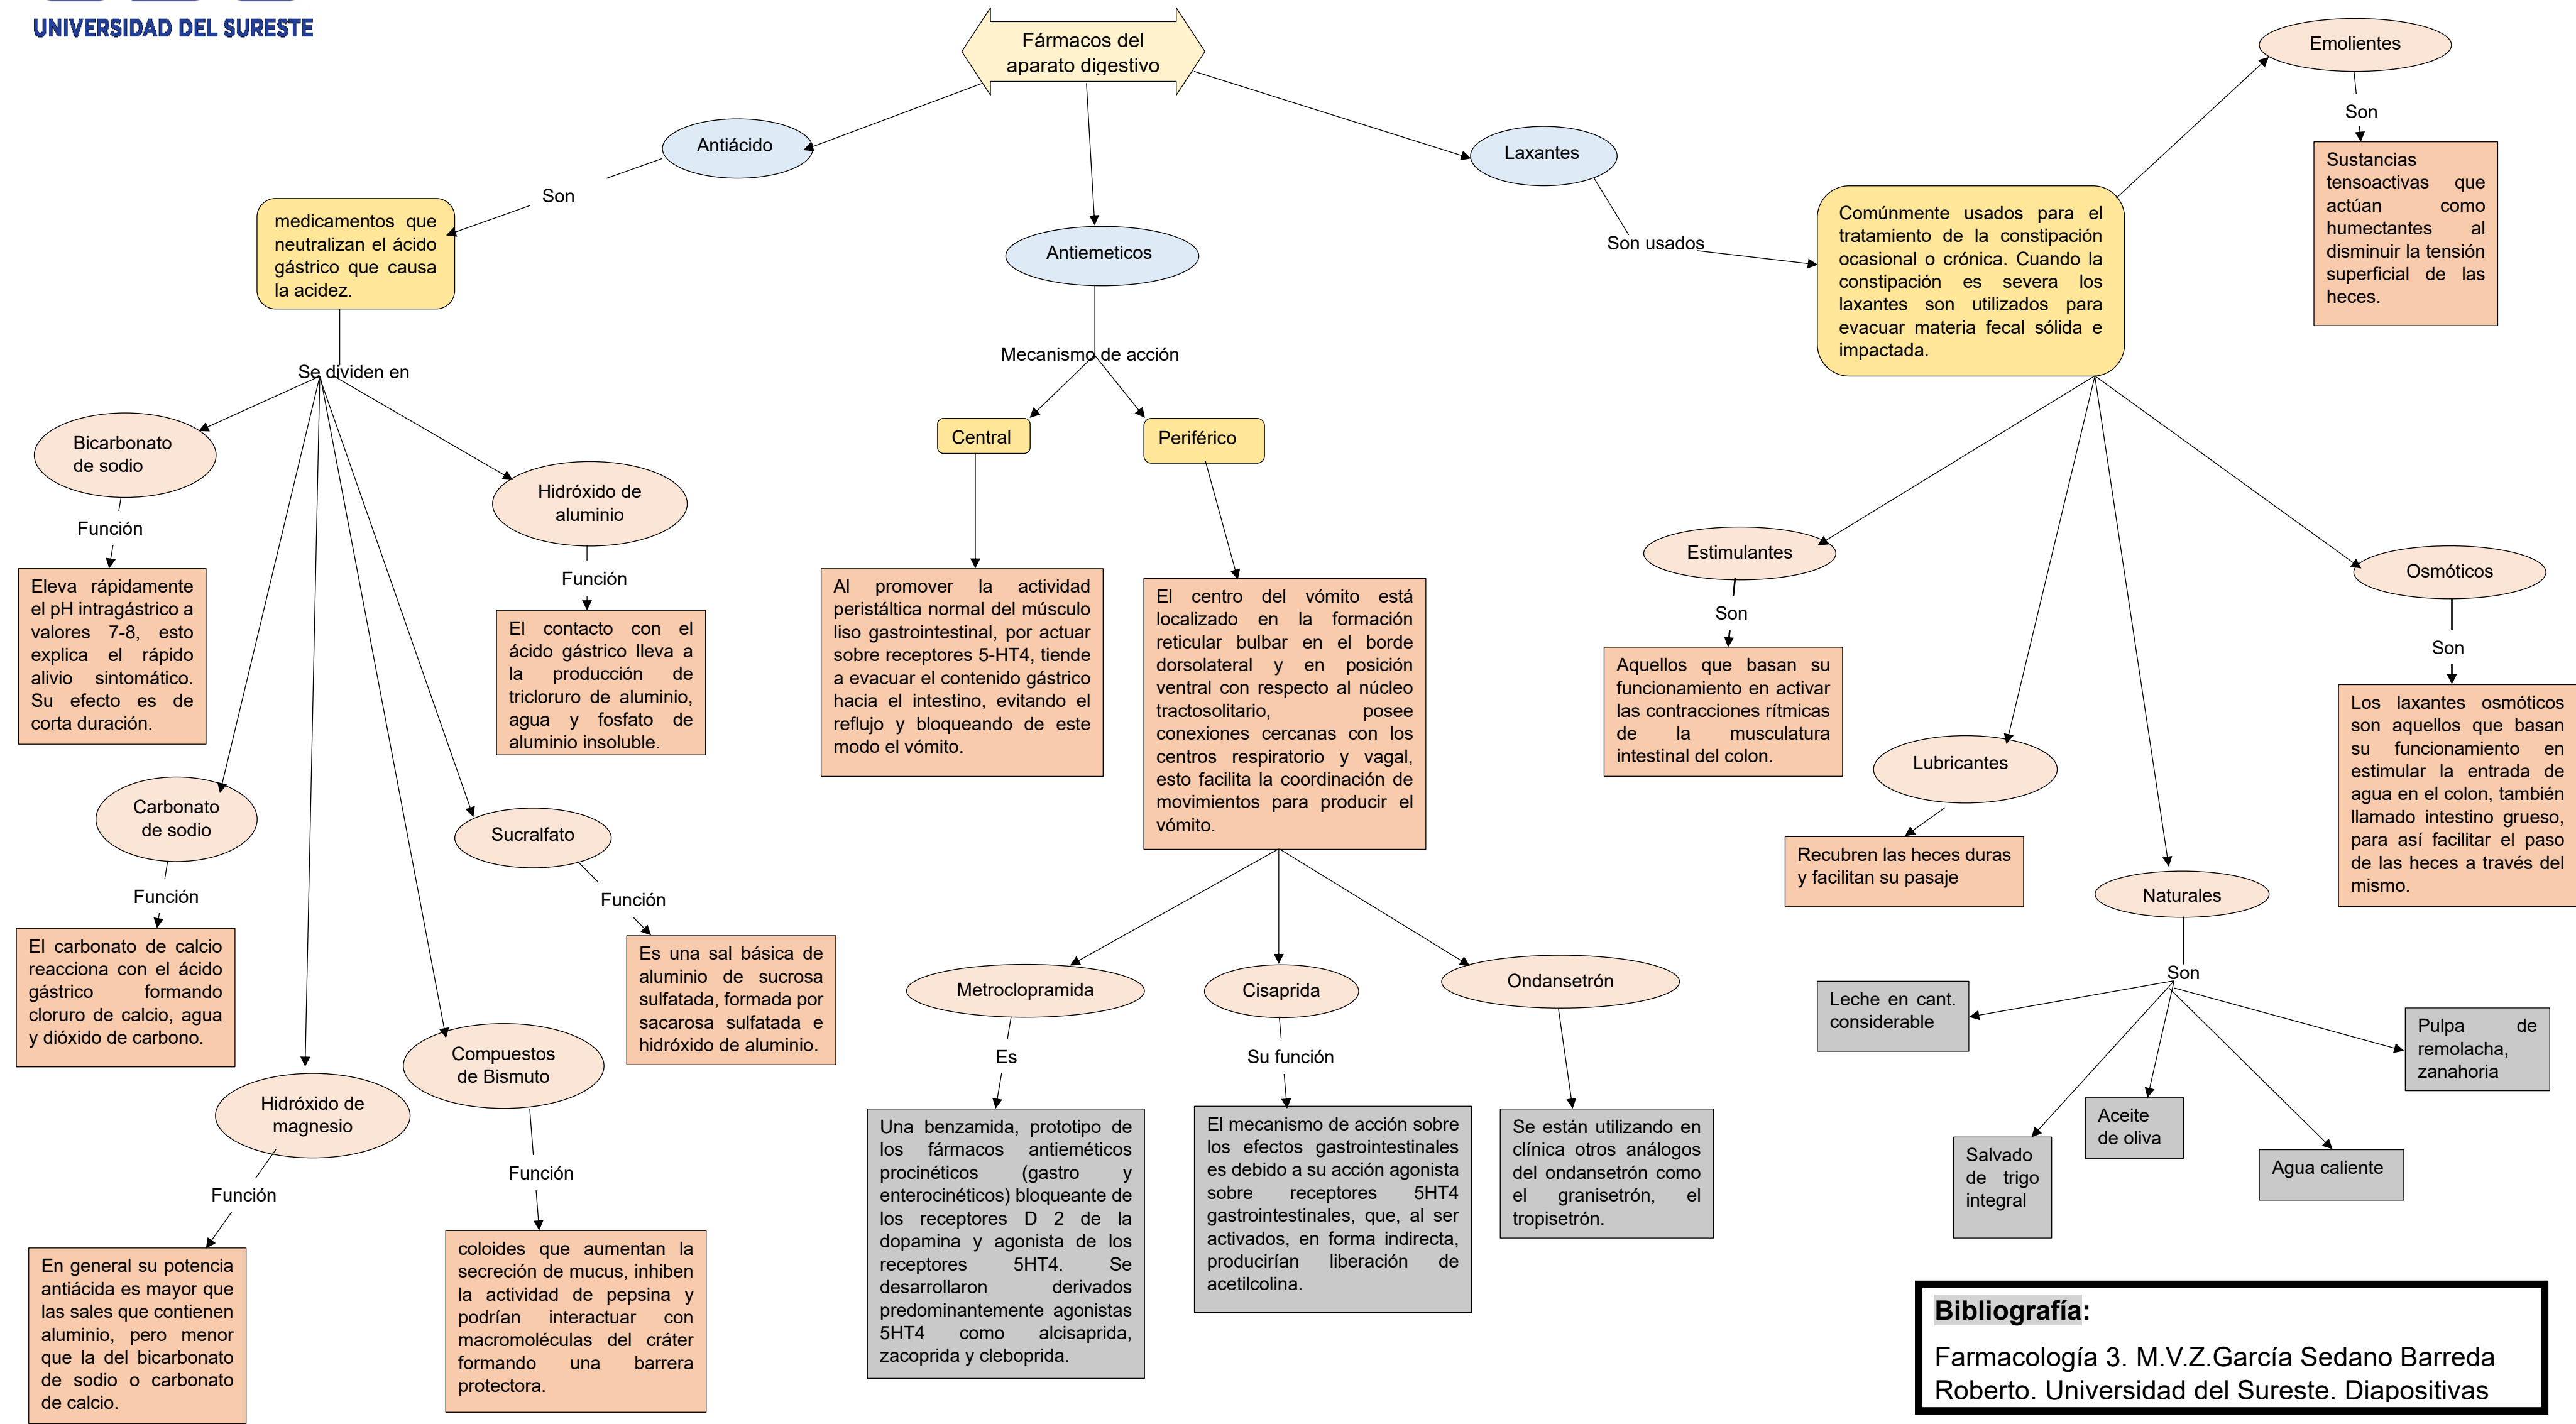 UNIVERSIDAD DEL SURESTE
Fármacos del
aparato digestivo
Antiácido
Son
medicamentos que
neutralizan el ácido
gástrico que causa
la acidez.
Se dividen en
Bicarbonato
de sodio
Función
Eleva rápidamente
el pH intragástrico a
valores 7-8, esto
explica el rápido
alivio sintomático.
Su efecto es de
corta duración.
Hidróxido de
aluminio
Función
El contacto con el
ácido gástrico lleva a
la producción de
tricloruro de aluminio,
agua y fosfato de
aluminio insoluble.
Carbonato
de sodio
Función
El carbonato de calcio
reacciona con el ácido
gástrico formando
cloruro de calcio, agua
y dióxido de carbono.
Sucralfato
Función
Es una sal básica de
aluminio de sucrosa
sulfatada, formada por
sacarosa sulfatada e
hidróxido de aluminio.
Hidróxido de
magnesio
Función
En general su potencia
antiácida es mayor que
las sales que contienen
aluminio, pero menor
que la del bicarbonato
de sodio o carbonato
de calcio.
Compuestos
de Bismuto
Función
coloides que aumentan la
secreción de mucus, inhiben
la actividad de pepsina y
podrían interactuar con
macromoléculas del cráter
formando una barrera
protectora.
Antiemeticos
Mecanismo de acción
Central
Al promover la actividad
peristáltica normal del músculo
liso gastrointestinal, por actuar
sobre receptores 5-HT4, tiende
a evacuar el contenido gástrico
hacia el intestino, evitando el
reflujo y bloqueando de este
modo el vómito.
Periférico
El centro del vómito está
localizado en la formación
reticular bulbar en el borde
dorsolateral y en posición
ventral con respecto al núcleo
tractosolitario, posee
conexiones cercanas con los
centros respiratorio y vagal,
esto facilita la coordinación de
movimientos para producir el
vómito.
Metroclopramida
Es
Una benzamida, prototipo de
los fármacos antieméticos
procinéticos (gastro y
enterocinéticos) bloqueante de
los receptores D 2 de la
dopamina y agonista de los
receptores 5HT4. Se
desarrollaron derivados
predominantemente agonistas
5HT4 como alcisaprida,
zacoprida y cleboprida.
Cisaprida
Su función
El mecanismo de acción sobre
los efectos gastrointestinales
es debido a su acción agonista
sobre receptores 5HT4
gastrointestinales, que, al ser
activados, en forma indirecta,
producirían liberación de
acetilcolina.
Ondansetrón
Se están utilizando en
clínica otros análogos
del ondansetrón como
el granisetrón, el
tropisetrón.
Laxantes
Son usados
Comúnmente usados para el
tratamiento de la constipación
ocasional o crónica. Cuando la
constipación es severa los
laxantes son utilizados para
evacuar materia fecal sólida e
impactada.
Emolientes
Son
Sustancias
tensoactivas que
actúan como
humectantes al
disminuir la tensión
superficial de las
heces.
Estimulantes
Son
Aquellos que basan su
funcionamiento en activar
las contracciones rítmicas
de la musculatura
intestinal del colon.
Lubricantes
Recubren las heces duras
y facilitan su pasaje
Osmóticos
Son
Los laxantes osmóticos
son aquellos que basan
su funcionamiento en
estimular la entrada de
agua en el colon, también
llamado intestino grueso,
para así facilitar el paso
de las heces a través del
mismo.
Naturales
Son
Leche en cant.
considerable
Salvado
de trigo
integral
Aceite
de oliva
Agua caliente
Pulpa de
remolacha,
zanahoria
Bibliografía:
Farmacología 3. M.V.Z.García Sedano Barreda
Roberto. Universidad del Sureste. Diapositivas